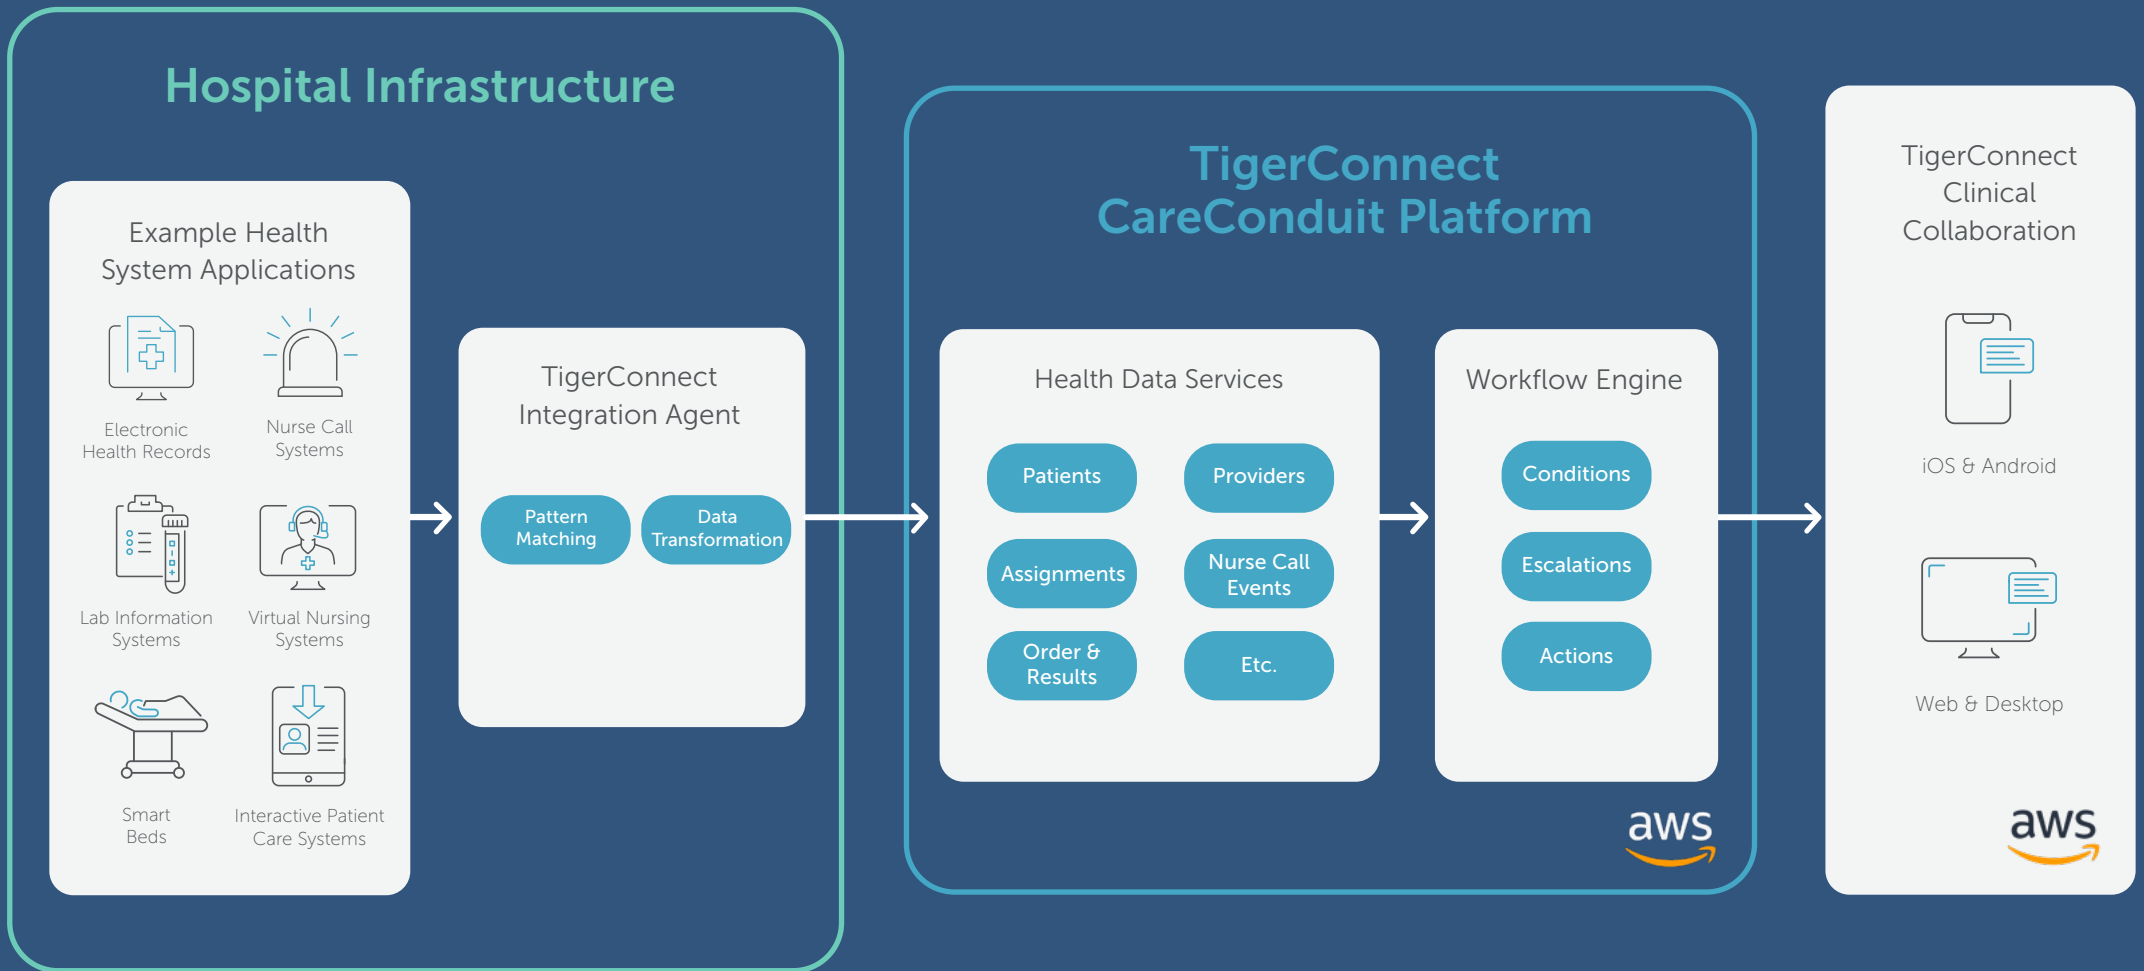 Hospital Infrastructure
Example Health
System Applications
Electronic
Health Records
Nurse Call
Systems
Lab Information
Systems
Virtual Nursing
Systems
Smart
Beds
Interactive Patient
Care Systems
TigerConnect
Integration Agent
Pattern
Matching
Data
Transformation
TigerConnect
CareConduit Platform
Health Data Services
Patients
Providers
Assignments
Nurse Call
Events
Order &
Results
Etc.
Workflow Engine
Conditions
Escalations
Actions
aws
TigerConnect
Clinical
Collaboration
iOS & Android
Web & Desktop
aws